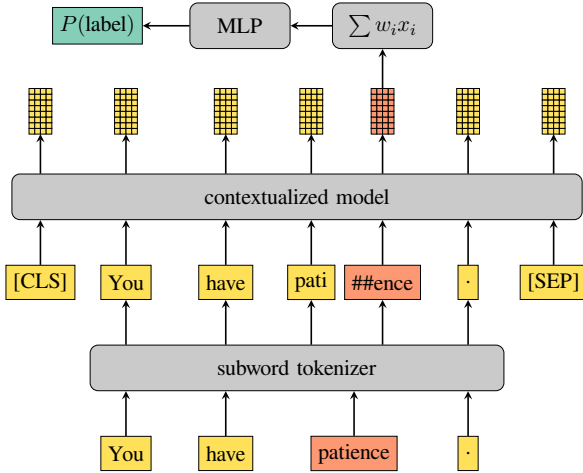 P(label) MLP ∑ w_i x_i
contextualized model
[CLS] You have pati ##ence . [SEP]
subword tokenizer
You have patience .